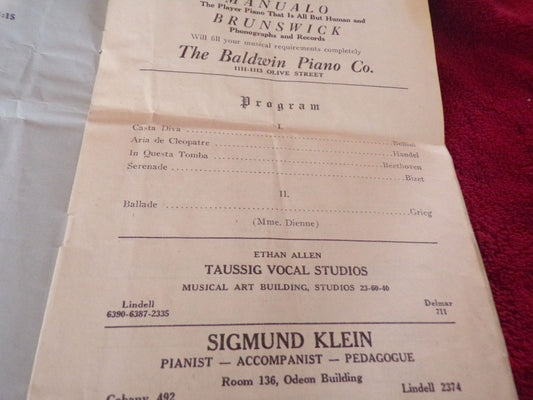 :15
MANUALO
The Player Piano That Is All But Human and
BRUNSWICK
Phonographs and Records
Will fill your musical requirements completely
The Baldwin Piano Co.
1111-1113 OLIVE STREET
Program
I.
Casta Diva Bellini
Aria de Cleopatre Handel
In Questa Tomba Beethoven
Serenade Bizet
II.
Ballade Grieg
(Mme. Dienne)
ETHAN ALLEN
TAUSSIG VOCAL STUDIOS
MUSICAL ART BUILDING, STUDIOS 23-60-40
Lindell Delmar
6390-6387-2335 711
SIGMUND KLEIN
PIANIST — ACCOMPANIST — PEDAGOGUE
Room 136, Odeon Building
Cabany 492 Lindell 2374